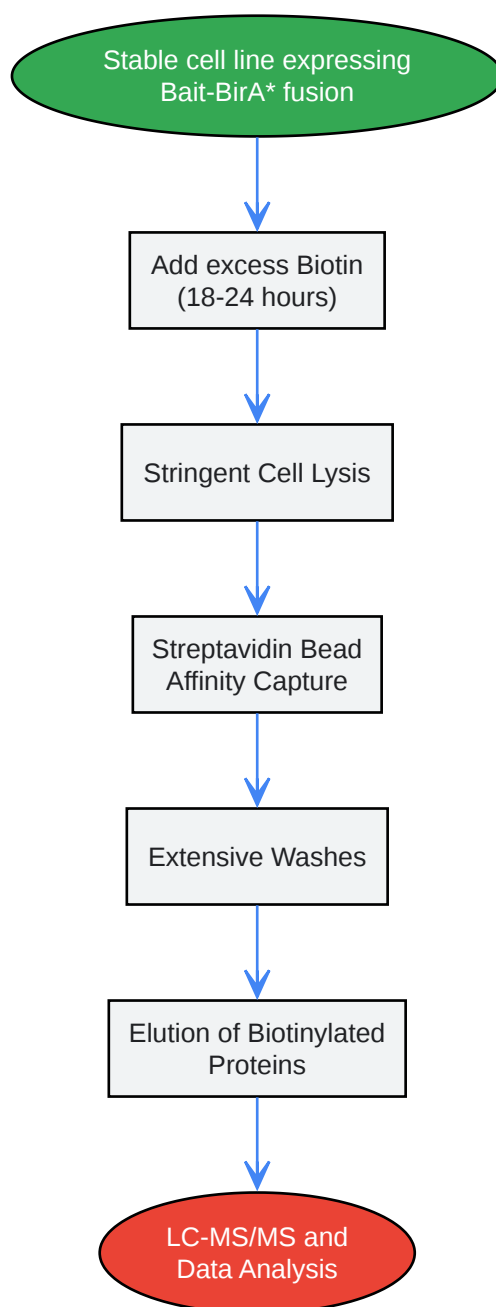 Stable cell line expressing
Bait-BirA* fusion
Add excess Biotin
(18-24 hours)
Stringent Cell Lysis
Streptavidin Bead
Affinity Capture
Extensive Washes
Elution of Biotinylated
Proteins
LC-MS/MS and
Data Analysis